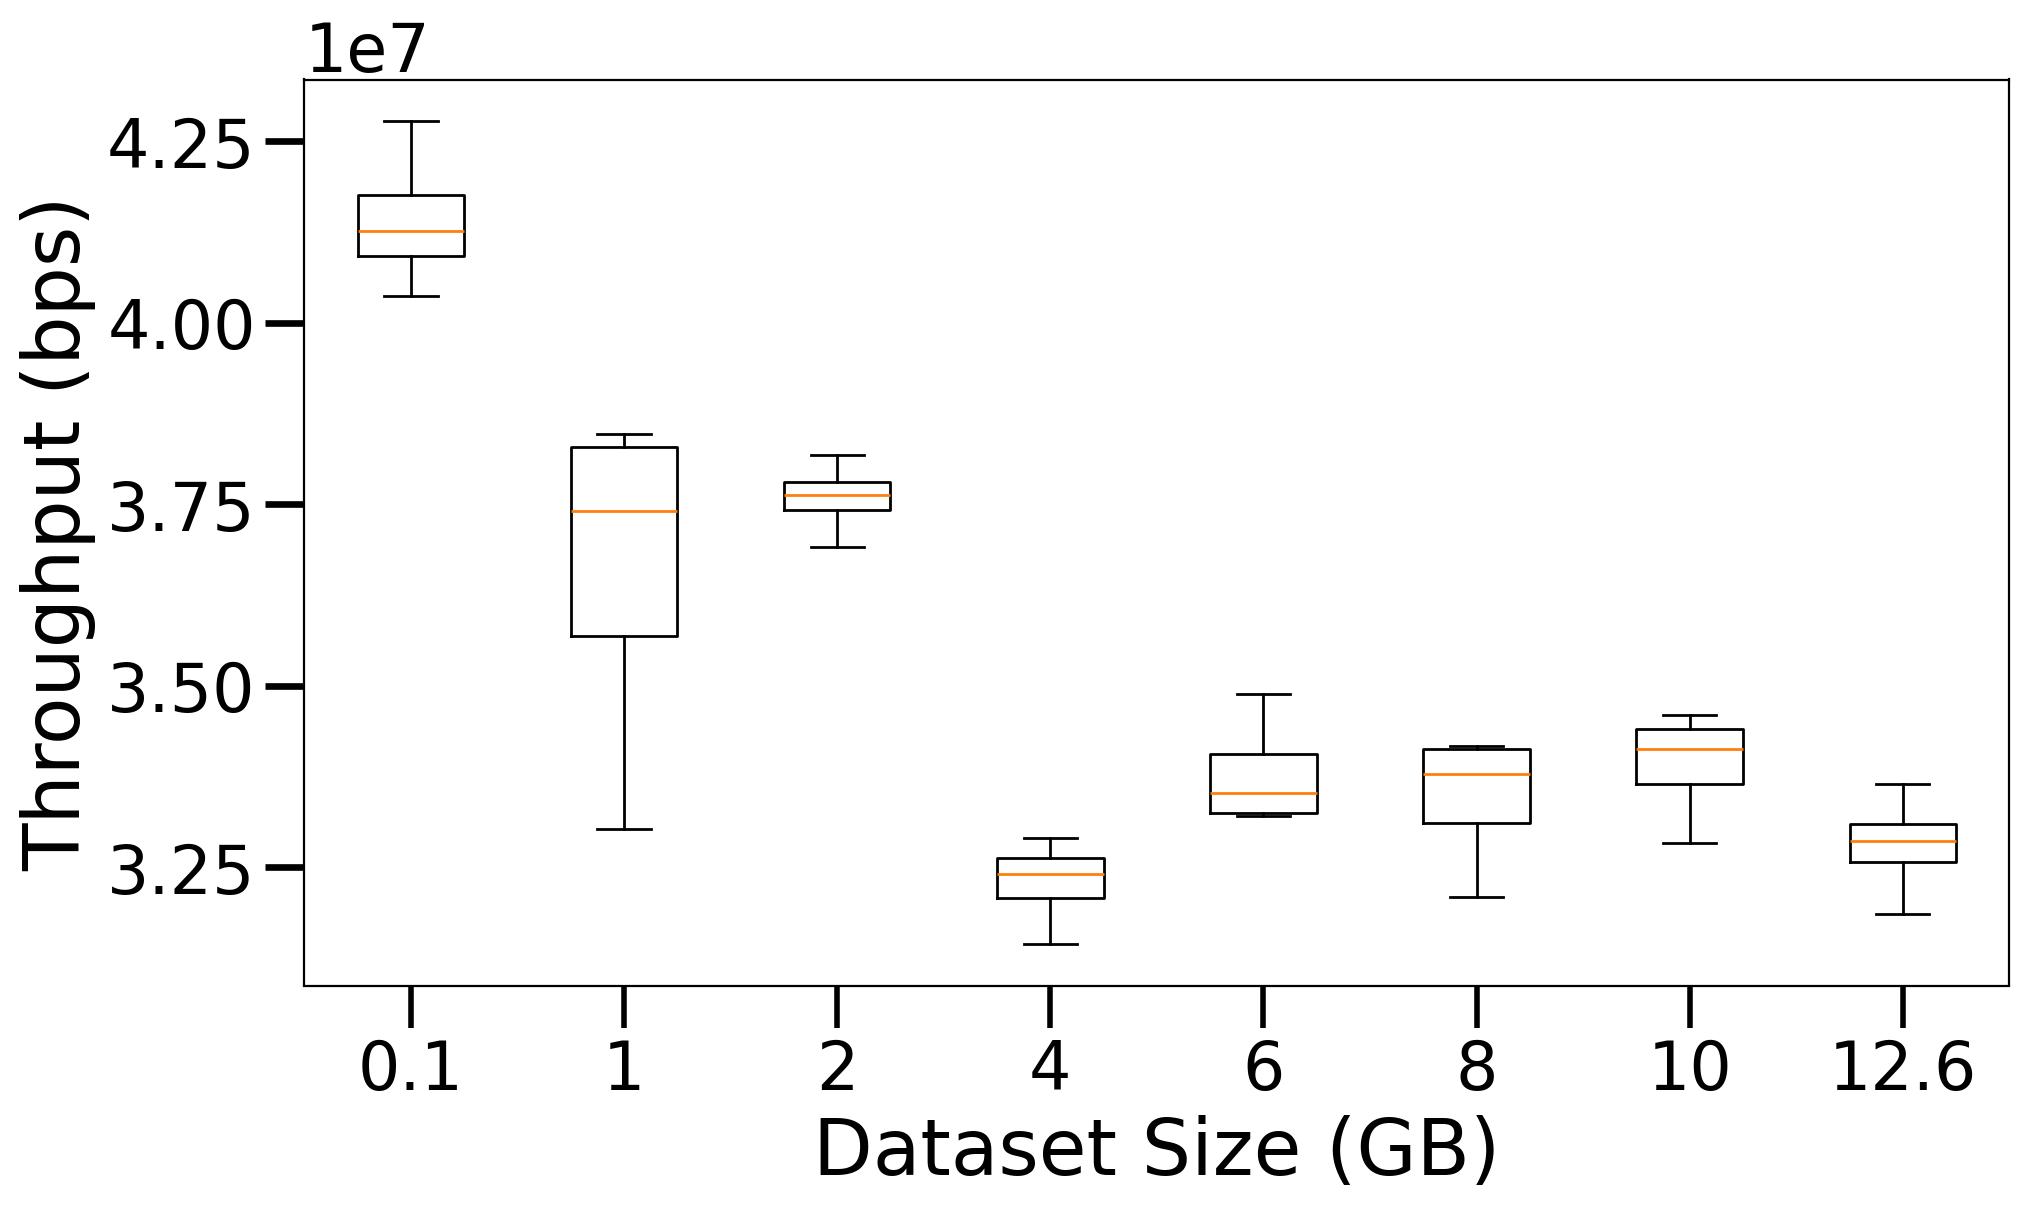 1e7
4.25
4.00
3.75
3.50
3.25
Throughput (bps)
0.1 1 2 4 6 8 10 12.6
Dataset Size (GB)